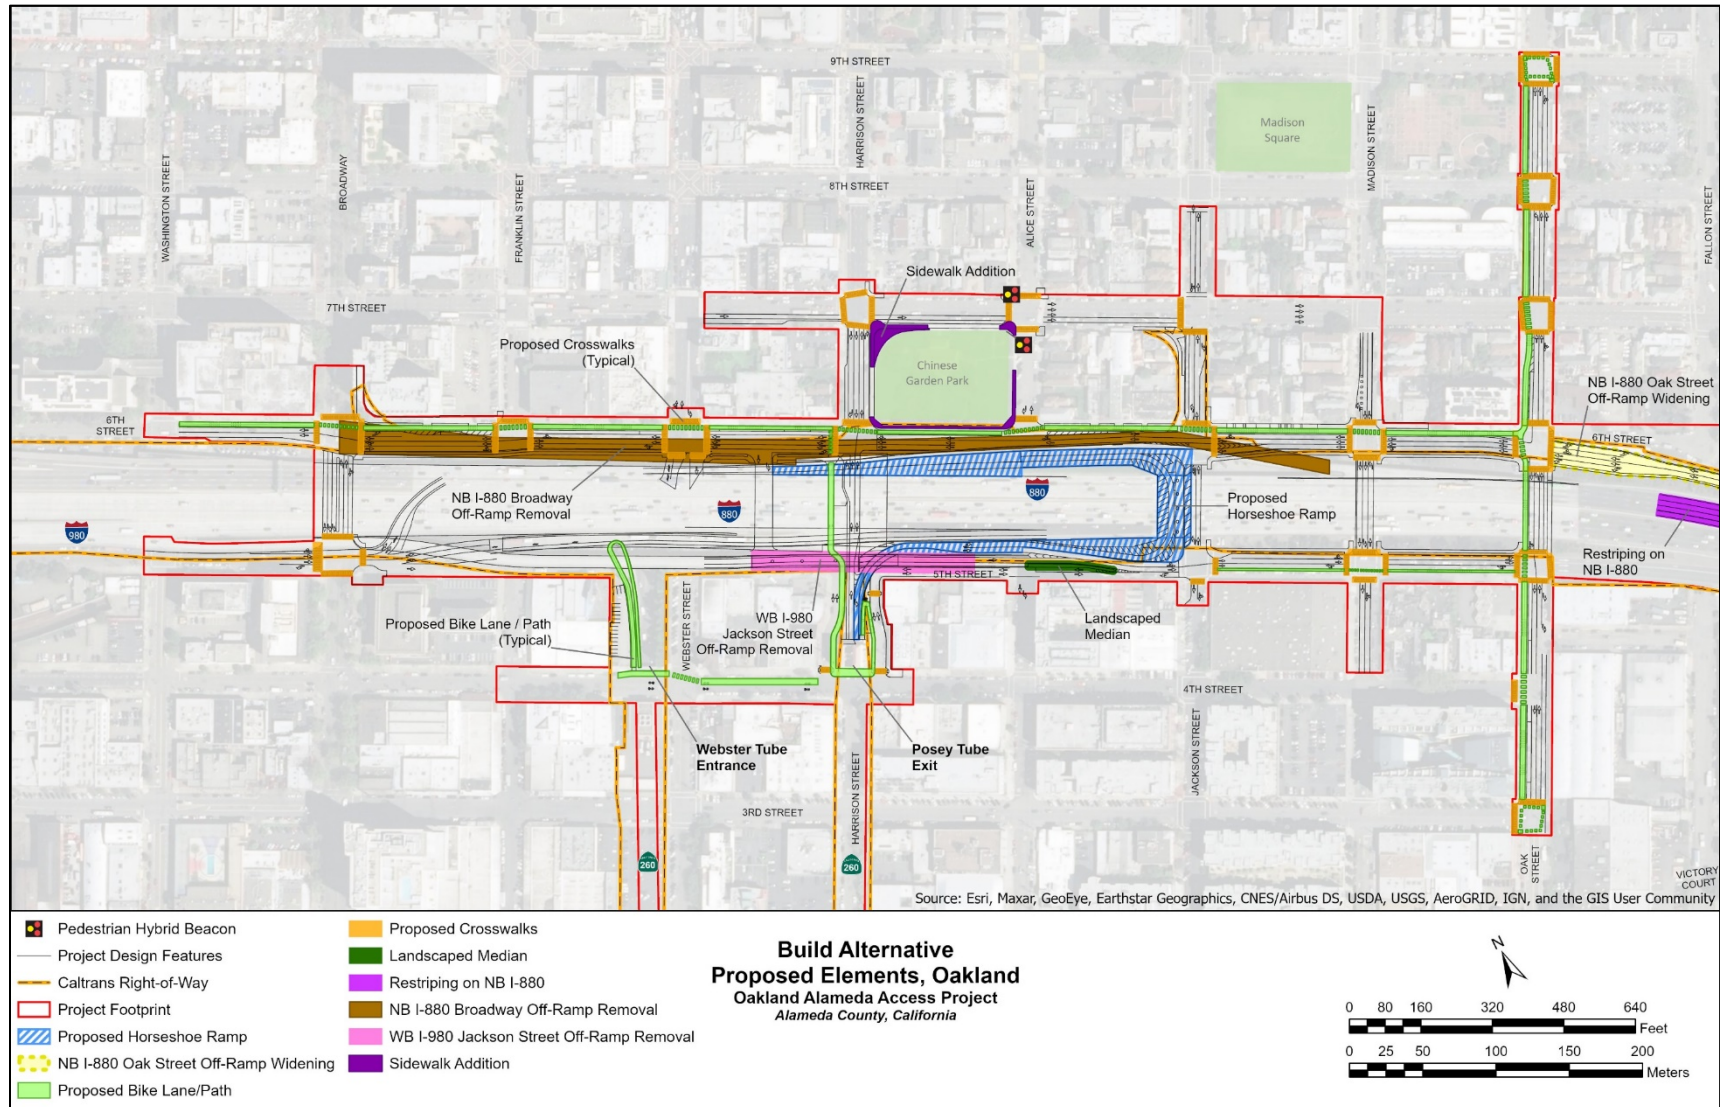 9TH STREET
HARRISON STREET
Madison
Square
MADISON STREET
WASHINGTON STREET
BROADWAY
FRANKLIN STREET
8TH STREET
ALICE STREET
FALLON STREET
Sidewalk Addition
7TH STREET
Proposed Crosswalks
(Typical)
Chinese
Garden Park
NB I-880 Oak Street
Off-Ramp Widening
6TH
STREET
6TH STREET
NB I-880 Broadway
Off-Ramp Removal
880
880
Proposed
Horseshoe Ramp
980
Restriping on
NB I-880
5TH STREET
WEBSTER STREET
WB I-980
Jackson Street
Off-Ramp Removal
Landscaped
Median
Proposed Bike Lane / Path
(Typical)
4TH STREET
JACKSON STREET
Webster Tube
Entrance
Posey Tube
Exit
HARRISON STREET
3RD STREET
260
260
OAK
STREET
VICTORY
COURT
Source: Esri, Maxar, GeoEye, Earthstar Geographics, CNES/Airbus DS, USDA, USGS, AeroGRID, IGN, and the GIS User Community
Pedestrian Hybrid Beacon
Project Design Features
Caltrans Right-of-Way
Project Footprint
Proposed Horseshoe Ramp
NB I-880 Oak Street Off-Ramp Widening
Proposed Bike Lane/Path
Proposed Crosswalks
Landscaped Median
Restriping on NB I-880
NB I-880 Broadway Off-Ramp Removal
WB I-980 Jackson Street Off-Ramp Removal
Sidewalk Addition
Build Alternative
Proposed Elements, Oakland
Oakland Alameda Access Project
Alameda County, California
N
0 80 160 320 480 640
Feet
0 25 50 100 150 200
Meters